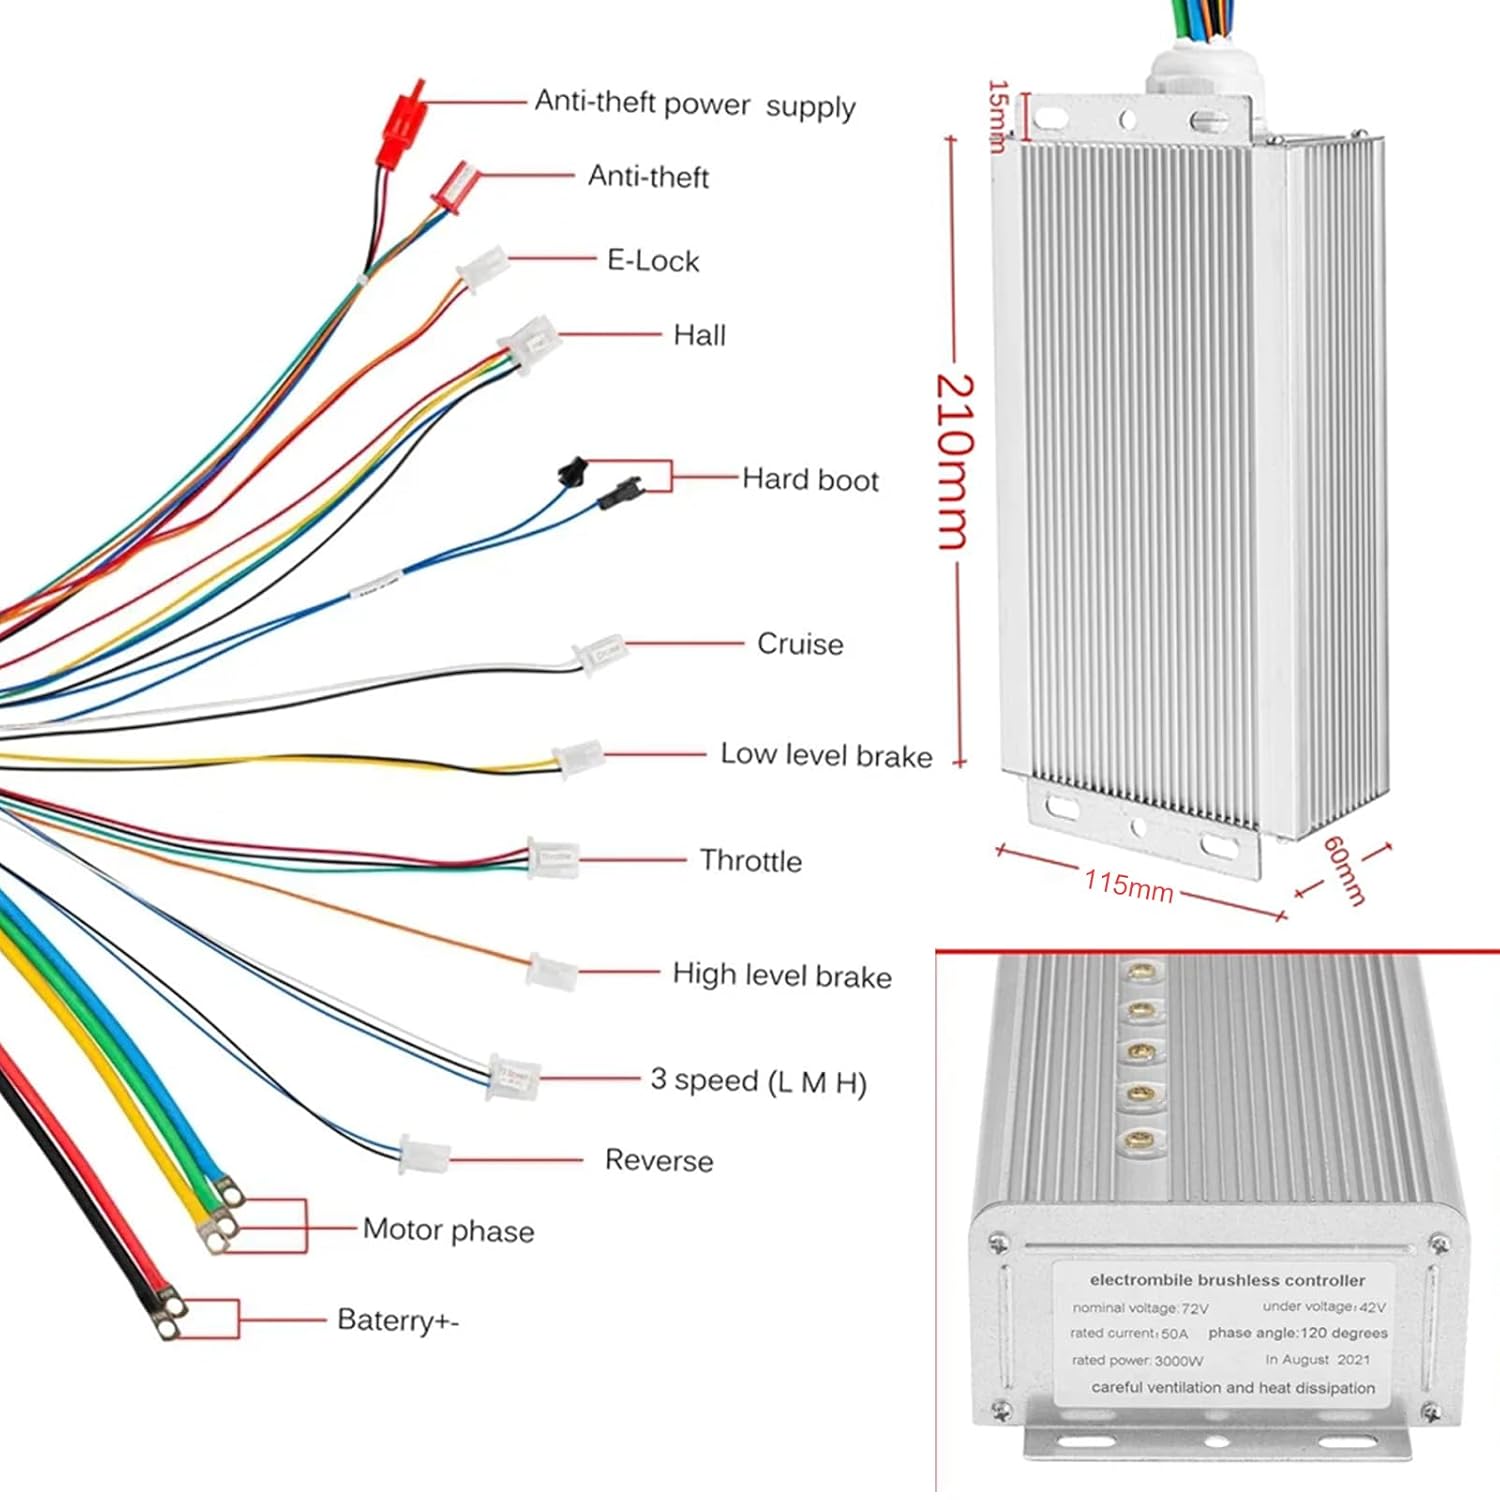 Anti-theft power supply
Anti-theft
E-Lock
Hall
Hard boot
Cruise
Low level brake
Throttle
High level brake
3 speed (L M H)
Reverse
Motor phase
Baterry+-
15mm
210mm
115mm
60mm
electrombile brushless controller
nominal voltage: 72V under voltage: 42V
rated current: 50A phase angle:120 degrees
rated power: 3000W In August 2021
careful ventilation and heat dissipation